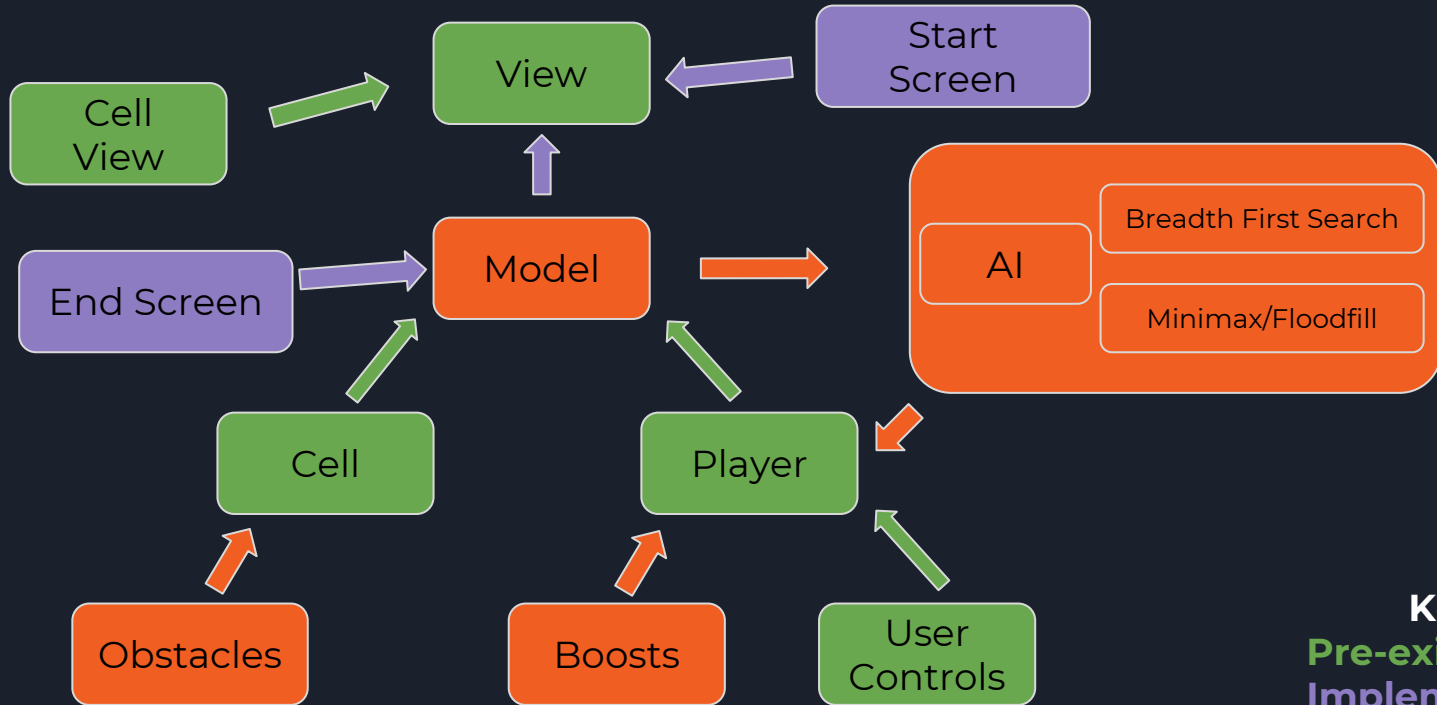 Start
Screen
View
Cell
View
Breadth First Search
AI
Model
End Screen
Minimax/Floodfill
Cell
Player
Obstacles
Boosts
User
Controls